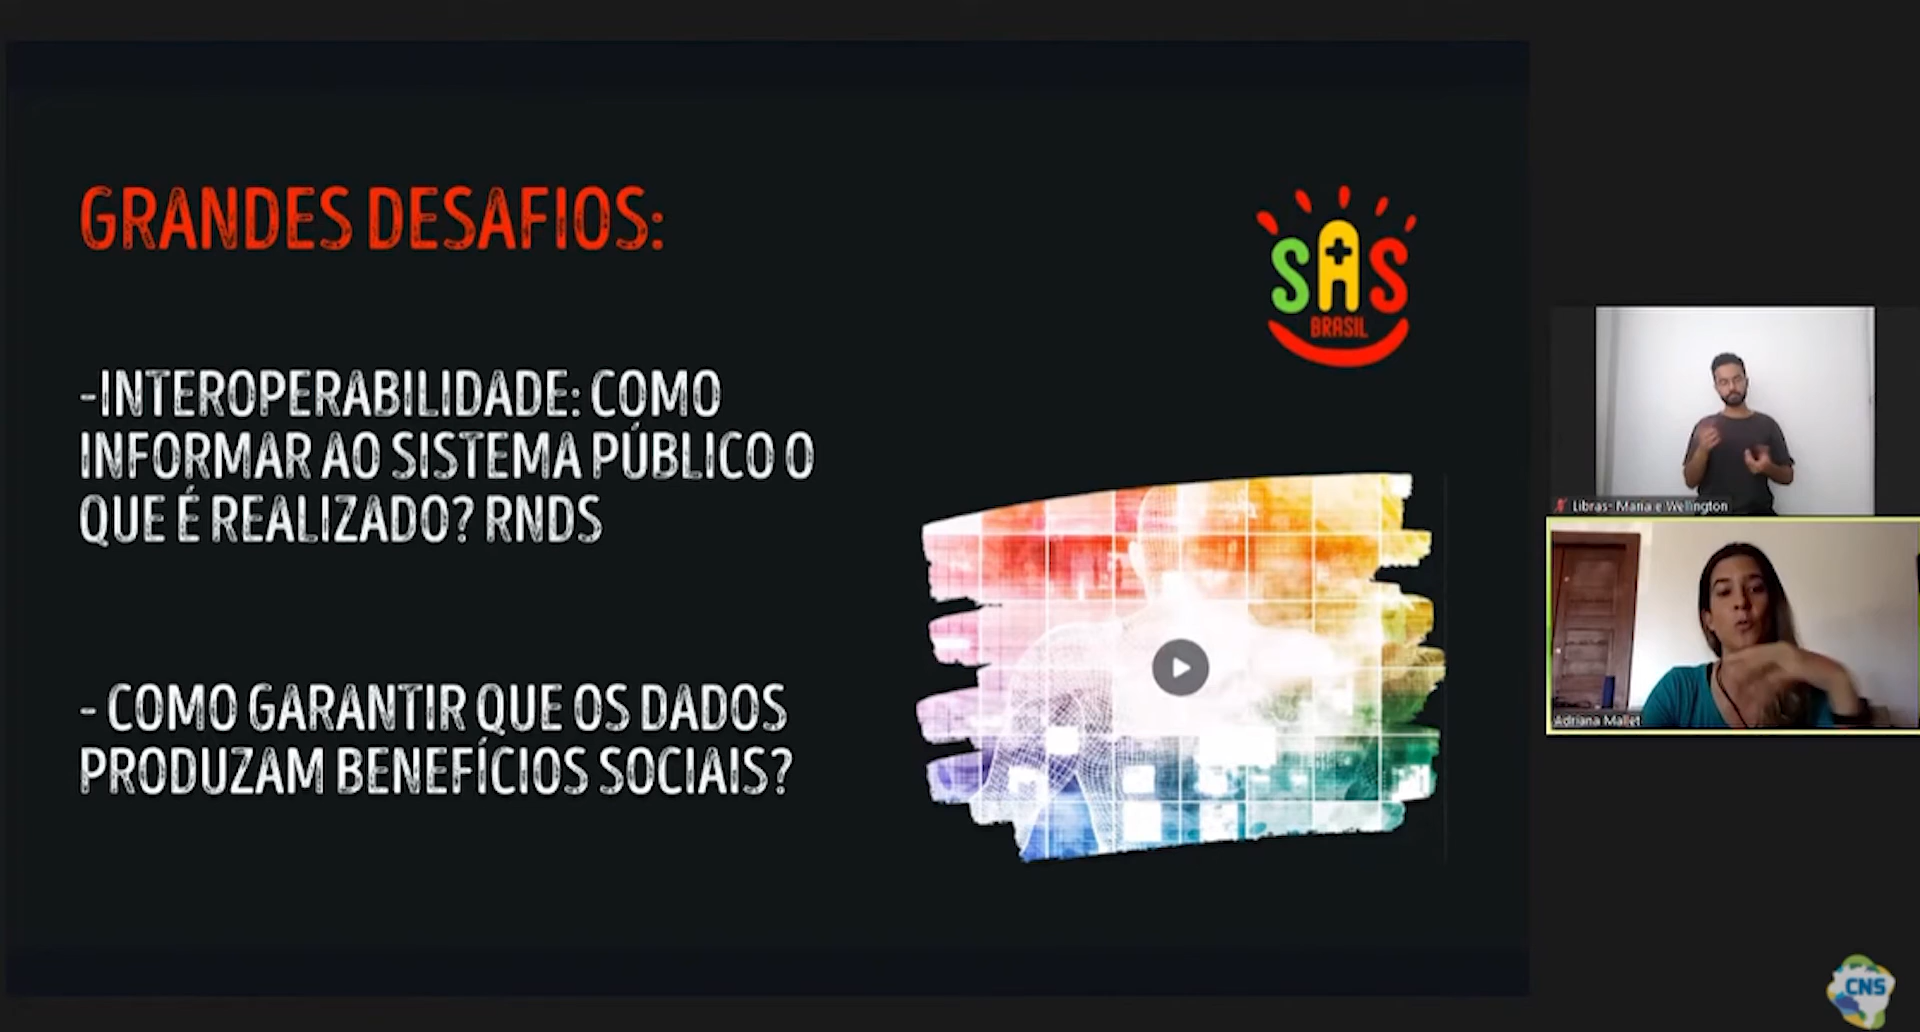 GRANDES DESAFIOS:
SAS
BRASIL
-INTEROPERABILIDADE: COMO
INFORMAR AO SISTEMA PÚBLICO O
QUE É REALIZADO? RNDS
- COMO GARANTIR QUE OS DADOS
PRODUZAM BENEFÍCIOS SOCIAIS?
Libras- Maria e Wellington
Adriana Mallet
CNS